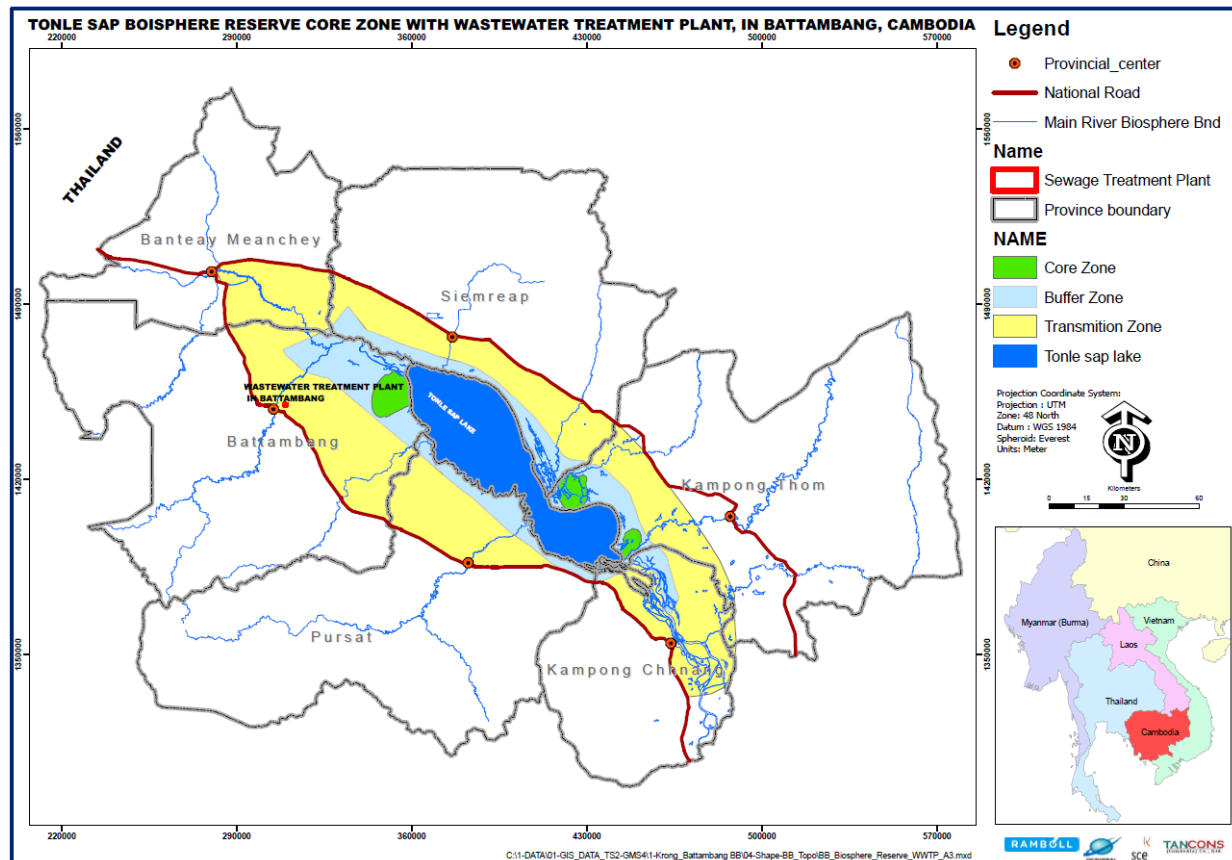 TONLE SAP BOISPHERE RESERVE CORE ZONE WITH WASTEWATER TREATMENT PLANT, IN BATTAMBANG, CAMBODIA
220000 290000 360000 430000 500000 570000
1560000
1490000
1420000
1350000
THAILAND
Banteay Meanchey
Siemreap
WASTEWATER TREATMENT PLANT
IN BATTAMBANG
Battambang
TONLE SAP LAKE
Kampong Thom
Pursat
Kampong Chhnang
1560000
1490000
1420000
1350000
220000 290000 360000 430000 500000 570000
Legend
Provincial_center
National Road
Main River Biosphere Bnd
Name
Sewage Treatment Plant
Province boundary
NAME
Core Zone
Buffer Zone
Transmition Zone
Tonle sap lake
Projection Coordinate System:
Projection : UTM
Zone: 48 North
Datum : WGS 1984
Spheroid: Everest
Units: Meter
N
Kilometers
0 15 30 60
China
Myanmar (Burma)
Vietnam
Laos
Thailand
Cambodia
RAMBOLL
sce
TANCONS
C:\1-DATA\01-GIS_DATA_TS2-GMS4\1-Krong_Battambang BB\04-Shape-BB_Topo\BB_Biosphere_Reserve_WWTP_A3.mxd